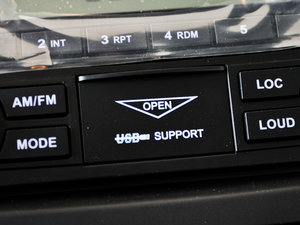 2 INT 3 RPT 4 RDM 5
AM/FM
OPEN
LOC
MODE
USB SUPPORT
LOUD